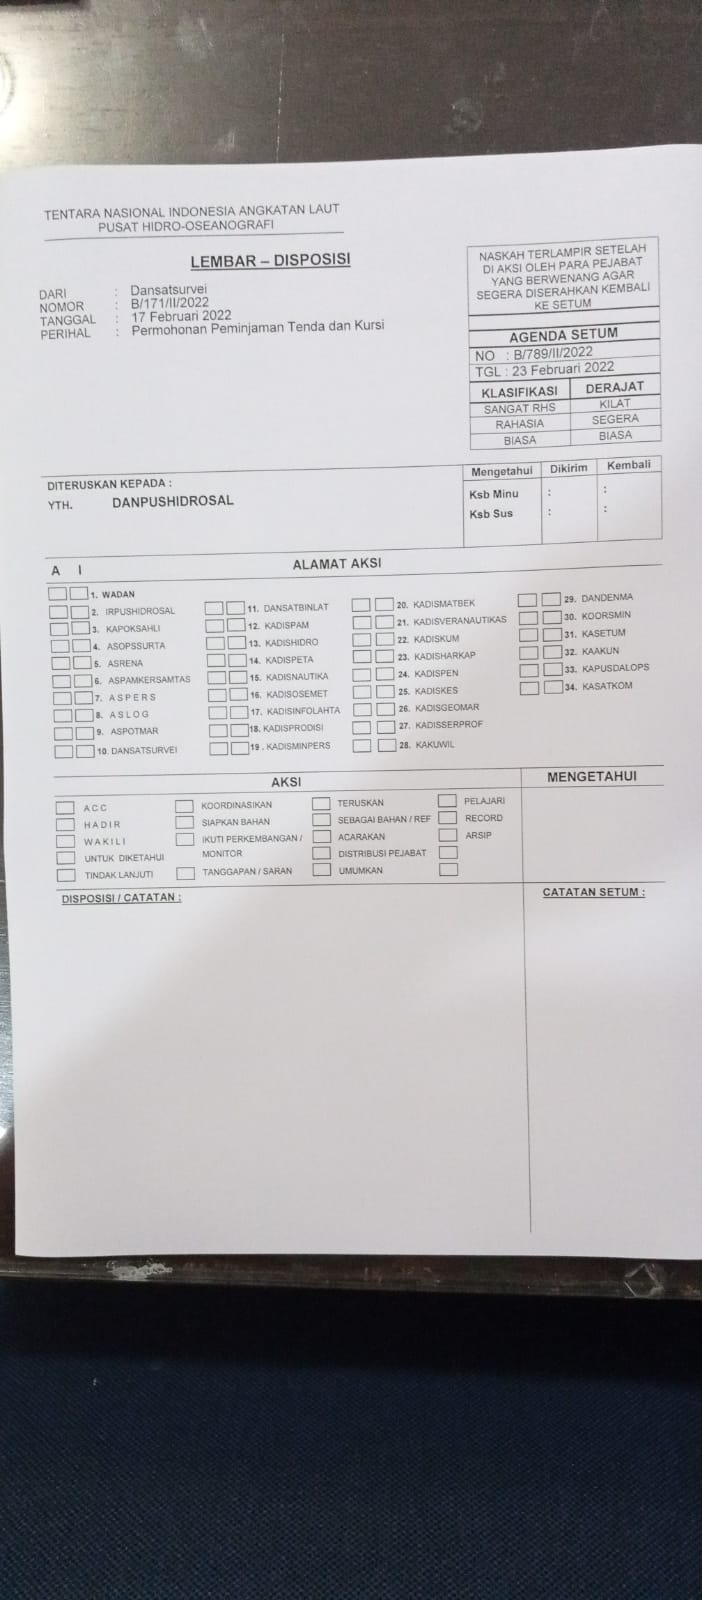 TENTARA NASIONAL INDONESIA ANGKATAN LAUT
PUSAT HIDRO-OSEANOGRAFI
LEMBAR – DISPOSISI
DARI : Dansatsurvei
NOMOR : B/171/II/2022
TANGGAL : 17 Februari 2022
PERIHAL : Permohonan Peminjaman Tenda dan Kursi
NASKAH TERLAMPIR SETELAH
DI AKSI OLEH PARA PEJABAT
YANG BERWENANG AGAR
SEGERA DISERAHKAN KEMBALI
KE SETUM
AGENDA SETUM
NO : B/789/II/2022
TGL : 23 Februari 2022
KLASIFIKASI DERAJAT
SANGAT RHS KILAT
RAHASIA SEGERA
BIASA BIASA
DITERUSKAN KEPADA :
YTH. DANPUSHIDROSAL
Mengetahui Dikirim Kembali
Ksb Minu : :
Ksb Sus : :
A I ALAMAT AKSI
1. WADAN
2. IRPUSHIDROSAL
3. KAPOKSAHLI
4. ASOPSSURTA
5. ASRENA
6. ASPAMKERSAMTAS
7. A S P E R S
8. A S L O G
9. ASPOTMAR
10. DANSATSURVEI
11. DANSATBINLAT
12. KADISPAM
13. KADISHIDRO
14. KADISPETA
15. KADISNAUTIKA
16. KADISOSEMET
17. KADISINFOLAHTA
18. KADISPRODISI
19 . KADISMINPERS
20. KADISMATBEK
21. KADISVERANAUTIKAS
22. KADISKUM
23. KADISHARKAP
24. KADISPEN
25. KADISKES
26. KADISGEOMAR
27. KADISSERPROF
28. KAKUWIL
29. DANDENMA
30. KOORSMIN
31. KASETUM
32. KAAKUN
33. KAPUSDALOPS
34. KASATKOM
AKSI
MENGETAHUI
A C C
H A D I R
W A K I L I
UNTUK DIKETAHUI
TINDAK LANJUTI
KOORDINASIKAN
SIAPKAN BAHAN
IKUTI PERKEMBANGAN /
MONITOR
TANGGAPAN / SARAN
TERUSKAN
SEBAGAI BAHAN / REF
ACARAKAN
DISTRIBUSI PEJABAT
UMUMKAN
PELAJARI
RECORD
ARSIP
DISPOSISI / CATATAN :
CATATAN SETUM :